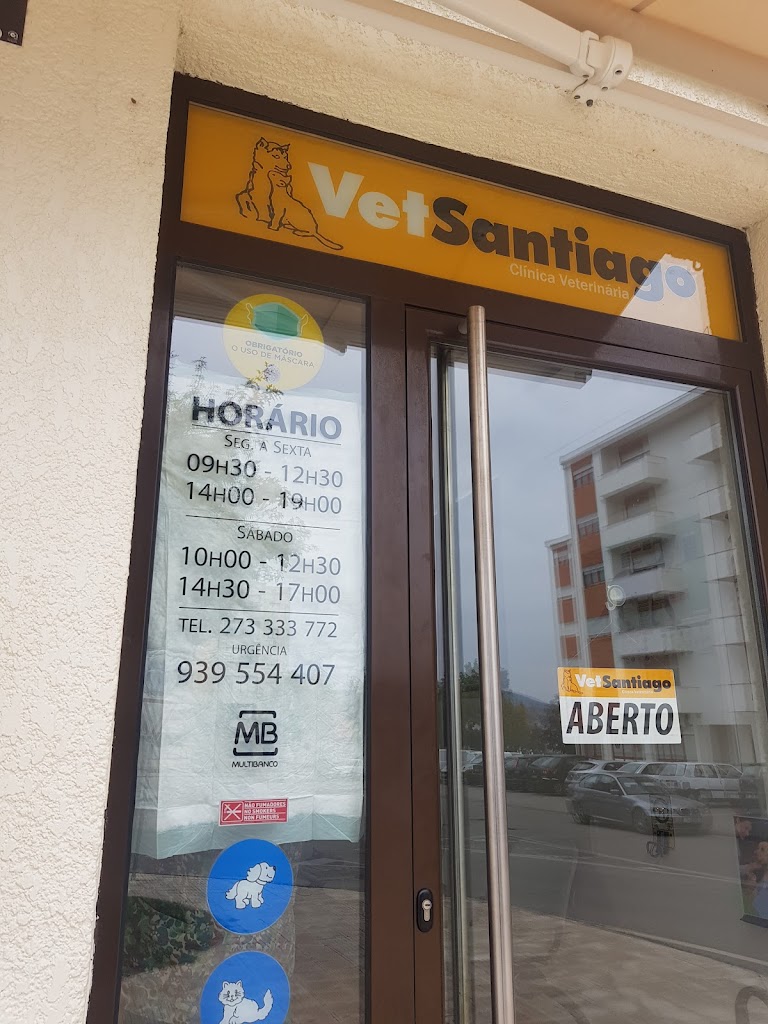 VetSantiago
Clínica Veterinária
OBRIGATÓRIO
O USO DE MÁSCARA
HORÁRIO
SEG. A SEXTA
09H30 - 12H30
14H00 - 19H00
SÁBADO
10H00 - 12H30
14H30 - 17H00
TEL. 273 333 772
URGÊNCIA
939 554 407
MB
MULTIBANCO
NÃO FUMADORES
NO SMOKERS
NON FUMEURS
VetSantiago
ABERTO